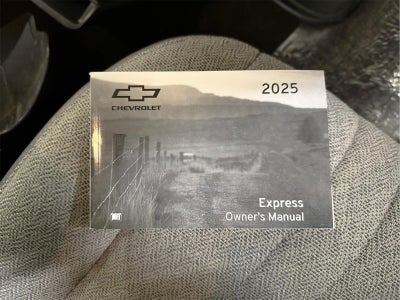 2025
CHEVROLET
Express
Owner's Manual